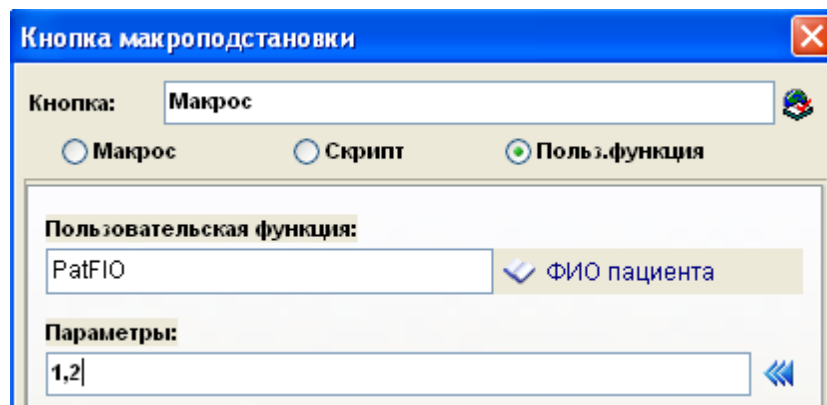 Кнопка макроподстановки
Кнопка: Макрос
Макрос Скрипт Польз.функция
Пользовательская функция:
PatFIO ФИО пациента
Параметры:
1,2